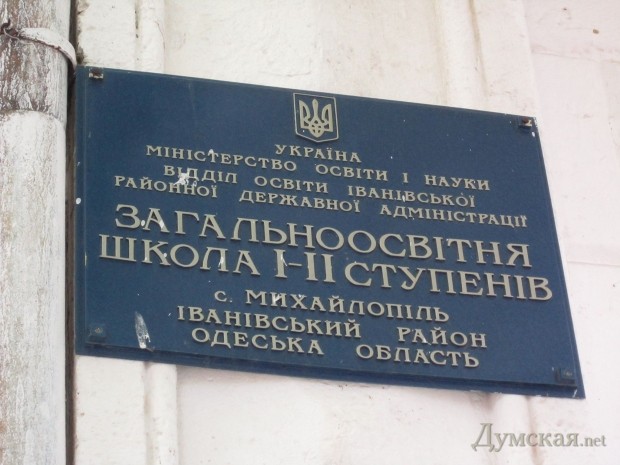 УКРАЇНА
МІНІСТЕРСТВО ОСВІТИ І НАУКИ
ВІДДІЛ ОСВІТИ ІВАНІВСЬКОЇ
РАЙОННОЇ ДЕРЖАВНОЇ АДМІНІСТРАЦІЇ
ЗАГАЛЬНООСВІТНЯ
ШКОЛА І-ІІ СТУПЕНІВ
с. МИХАЙЛОПІЛЬ
ІВАНІВСЬКИЙ РАЙОН
ОДЕСЬКА ОБЛАСТЬ
Думская.net